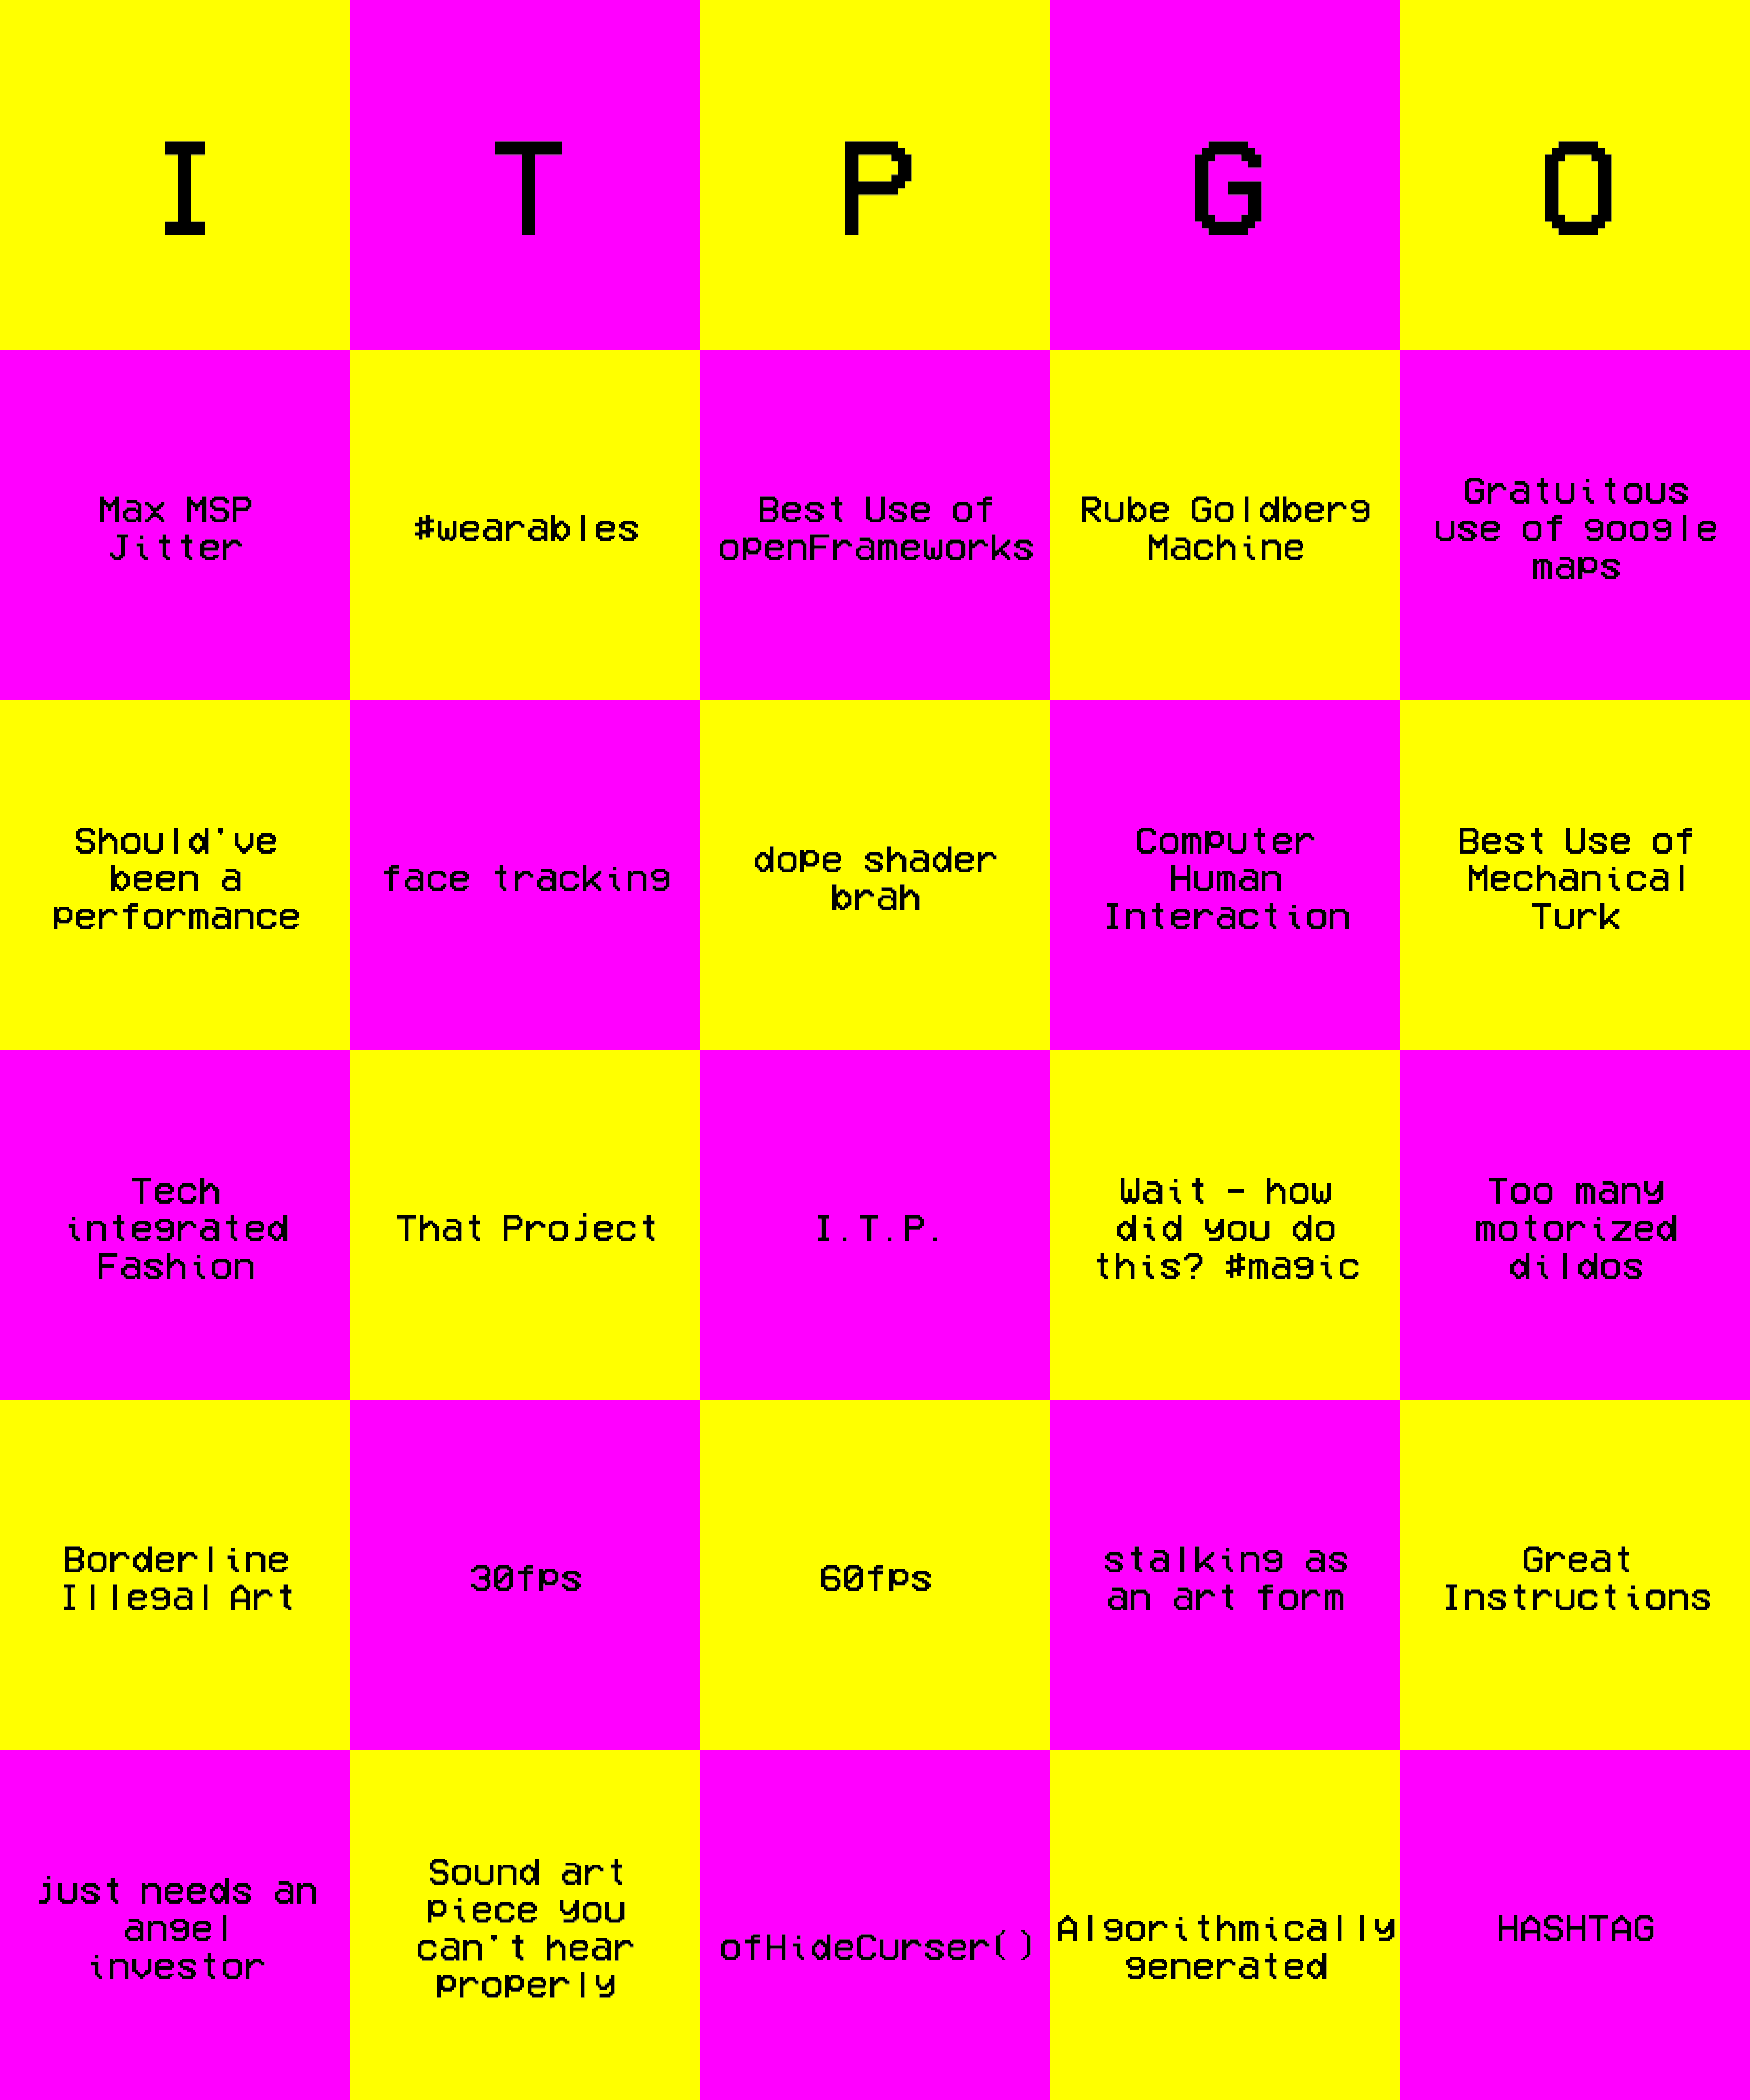 I T P G O
Max MSP
Jitter
#wearables
Best Use of
openFrameworks
Rube Goldberg
Machine
Gratuitous
use of google
maps
Should've
been a
performance
face tracking
dope shader
brah
Computer
Human
Interaction
Best Use of
Mechanical
Turk
Tech
integrated
Fashion
That Project
I.T.P.
Wait - how
did you do
this? #magic
Too many
motorized
dildos
Borderline
Illegal Art
30fps
60fps
stalking as
an art form
Great
Instructions
just needs an
angel
investor
Sound art
piece you
can't hear
properly
ofHideCurser()
Algorithmically
generated
HASHTAG